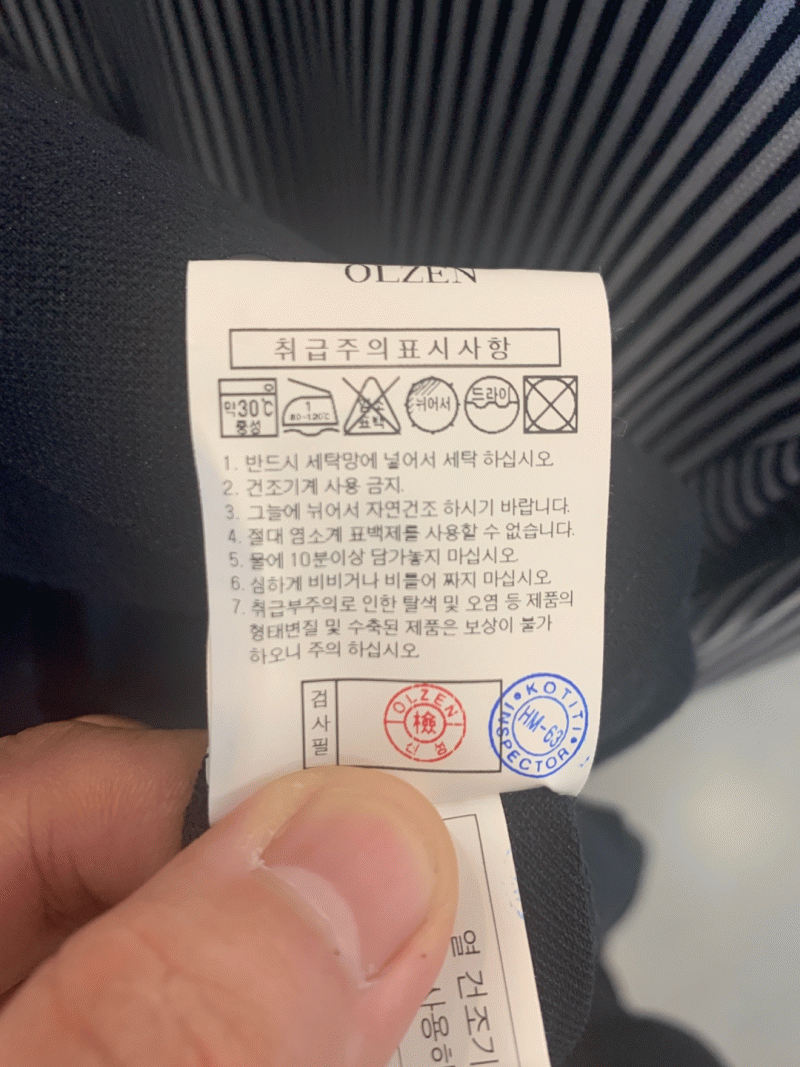 OLZEN
취급주의표시사항
약30℃ 중성
1 80~120℃
염소 표백
뉘어서
드라이
1. 반드시 세탁망에 넣어서 세탁 하십시오.
2. 건조기계 사용 금지.
3. 그늘에 뉘어서 자연건조 하시기 바랍니다.
4. 절대 염소계 표백제를 사용할 수 없습니다.
5. 물에 10분이상 담가놓지 마십시오.
6. 심하게 비비거나 비틀어 짜지 마십시오.
7. 취급부주의로 인한 탈색 및 오염 등 제품의
형태변질 및 수축된 제품은 보상이 불가
하오니 주의 하십시오.
검사필
OLZEN
檢
KOTITI
HM-63
INSPECTOR
열 건조기
사용하